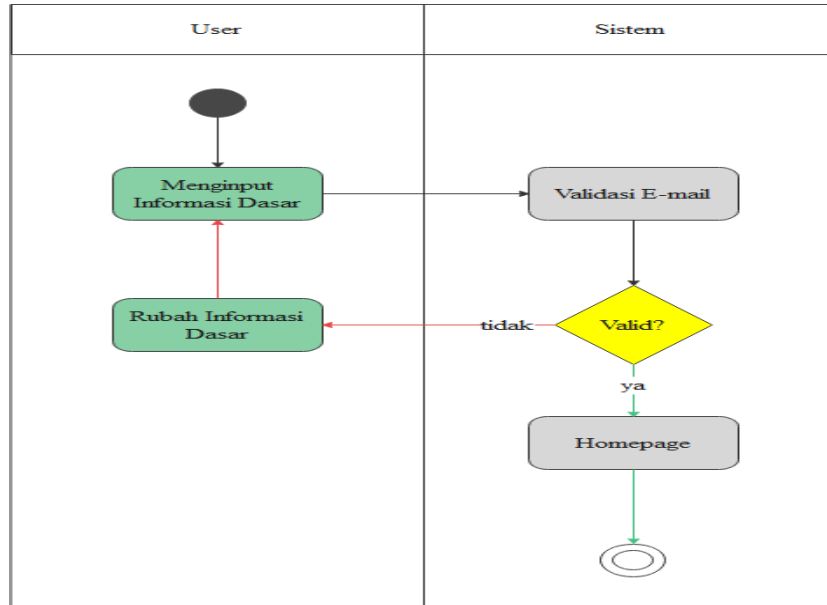 User
Sistem
Menginput
Informasi Dasar
Validasi E-mail
Rubah Informasi
Dasar
tidak
Valid?
ya
Homepage